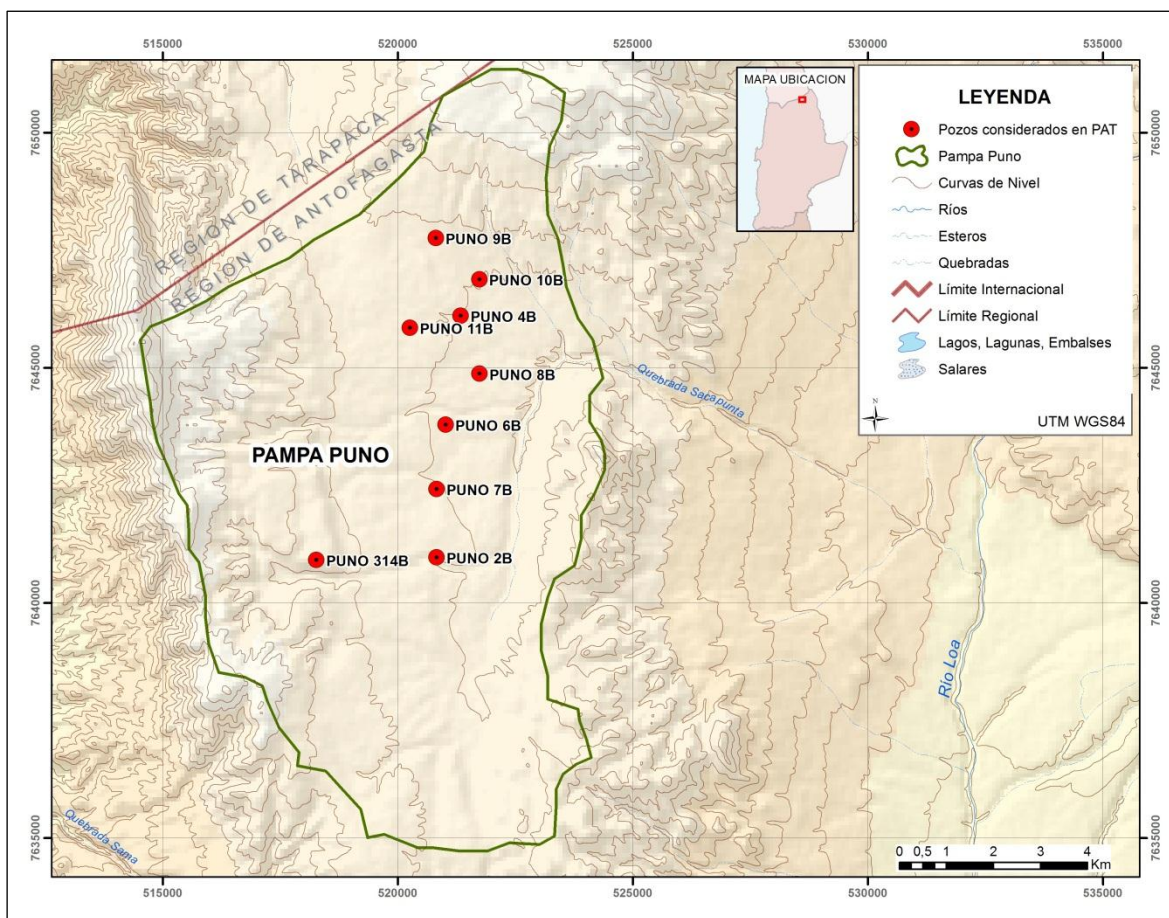 515000
520000
525000
530000
535000
MAPA UBICACION
LEYENDA
Pozos considerados en PAT
Pampa Puno
Curvas de Nivel
Ríos
Esteros
Quebradas
Límite Internacional
Límite Regional
Lagos, Lagunas, Embalses
Salares
N
UTM WGS84
7650000
7650000
REGION DE TARAPACA
REGION DE ANTOFAGASTA
PUNO 9B
PUNO 10B
PUNO 4B
PUNO 11B
7645000
7645000
PUNO 8B
Quebrada Sacapunta
PUNO 6B
PAMPA PUNO
PUNO 7B
PUNO 314B
PUNO 2B
7640000
7640000
Río Loa
Quebrada Sama
7635000
7635000
0 0,5 1 2 3 4
Km
515000
520000
525000
530000
535000